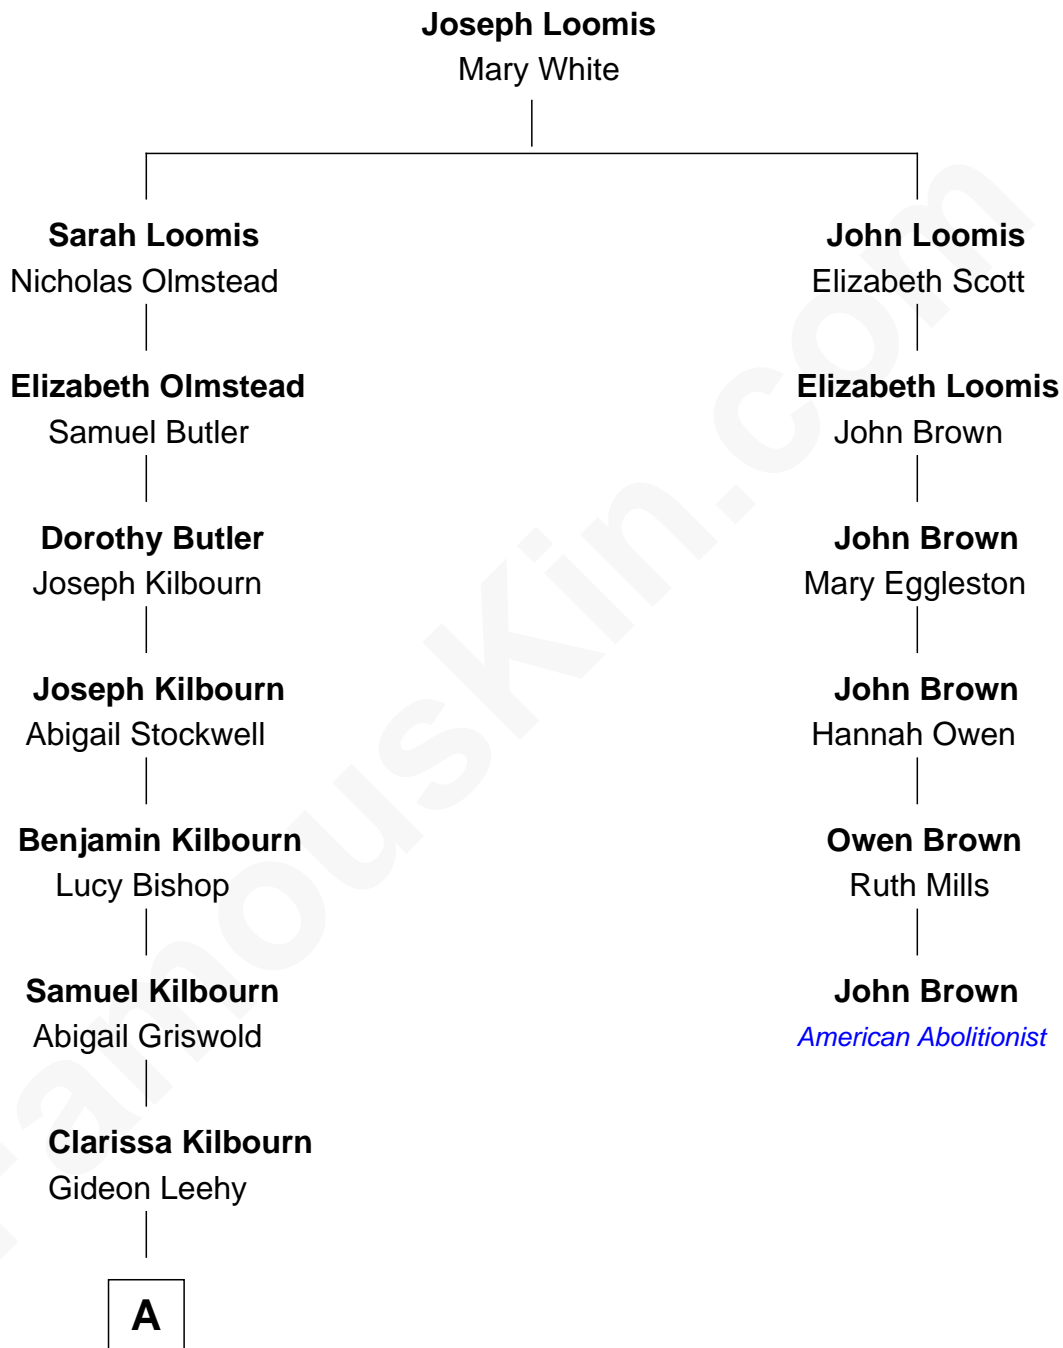 Joseph Loomis
Mary White
Sarah Loomis
Nicholas Olmstead
John Loomis
Elizabeth Scott
Elizabeth Olmstead
Samuel Butler
Elizabeth Loomis
John Brown
Dorothy Butler
Joseph Kilbourn
John Brown
Mary Eggleston
Joseph Kilbourn
Abigail Stockwell
John Brown
Hannah Owen
Benjamin Kilbourn
Lucy Bishop
Owen Brown
Ruth Mills
Samuel Kilbourn
Abigail Griswold
John Brown
American Abolitionist
Clarissa Kilbourn
Gideon Leehy
A
FamousKin.com